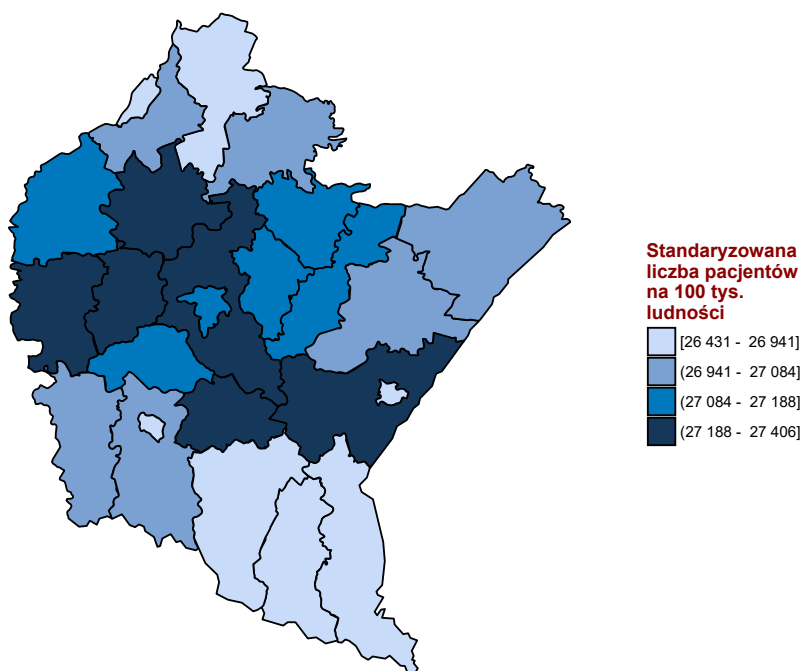 Standaryzowana
liczba pacjentów
na 100 tys.
ludności
[26 431 - 26 941]
(26 941 - 27 084]
(27 084 - 27 188]
(27 188 - 27 406]